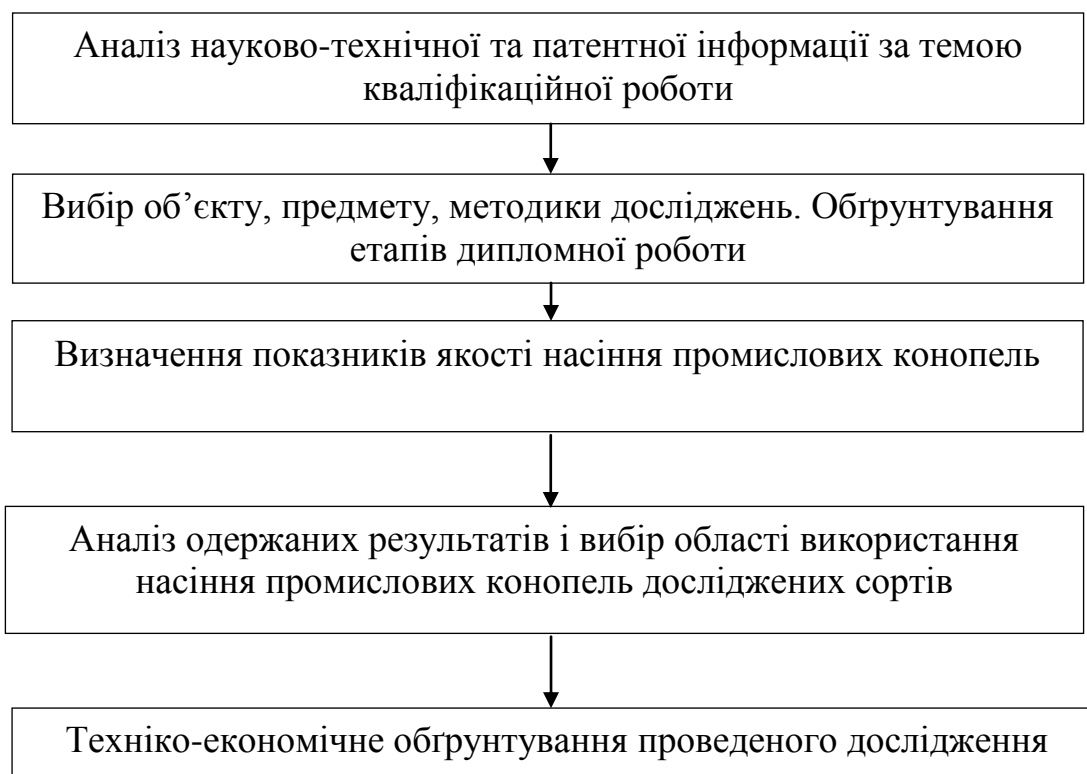 Аналіз науково-технічної та патентної інформації за темою
кваліфікаційної роботи
Вибір об’єкту, предмету, методики досліджень. Обґрунтування
етапів дипломної роботи
Визначення показників якості насіння промислових конопель
Аналіз одержаних результатів і вибір області використання
насіння промислових конопель досліджених сортів
Техніко-економічне обґрунтування проведеного дослідження